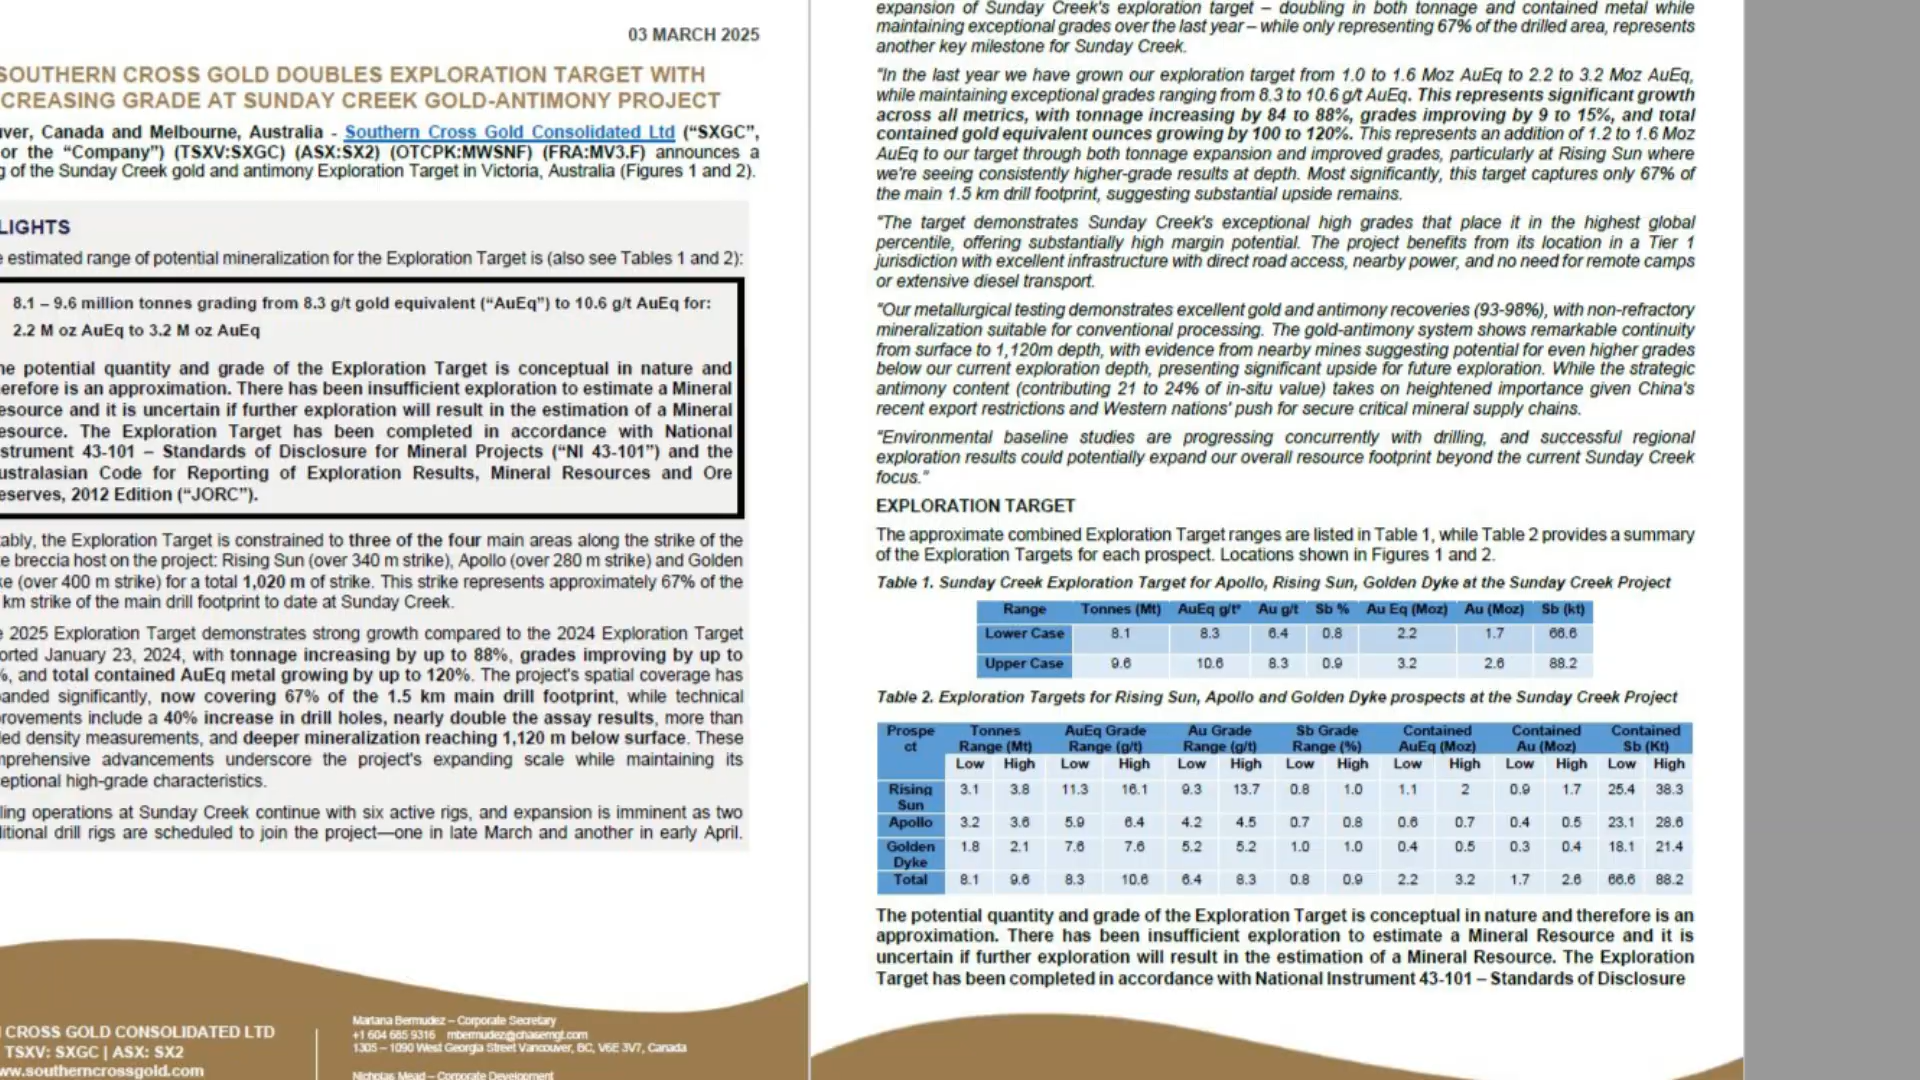 03 MARCH 2025
SOUTHERN CROSS GOLD DOUBLES EXPLORATION TARGET WITH
CREASING GRADE AT SUNDAY CREEK GOLD-ANTIMONY PROJECT
uver, Canada and Melbourne, Australia - Southern Cross Gold Consolidated Ltd (“SXGC”,
or the “Company”) (TSXV:SXGC) (ASX:SX2) (OTCPK:MWSNF) (FRA:MV3.F) announces a
g of the Sunday Creek gold and antimony Exploration Target in Victoria, Australia (Figures 1 and 2).
LIGHTS
e estimated range of potential mineralization for the Exploration Target is (also see Tables 1 and 2):
8.1 – 9.6 million tonnes grading from 8.3 g/t gold equivalent (“AuEq”) to 10.6 g/t AuEq for:
2.2 M oz AuEq to 3.2 M oz AuEq
he potential quantity and grade of the Exploration Target is conceptual in nature and
herefore is an approximation. There has been insufficient exploration to estimate a Mineral
esource and it is uncertain if further exploration will result in the estimation of a Mineral
esource. The Exploration Target has been completed in accordance with National
strument 43-101 – Standards of Disclosure for Mineral Projects (“NI 43-101”) and the
ustralasian Code for Reporting of Exploration Results, Mineral Resources and Ore
eserves, 2012 Edition (“JORC”).
tably, the Exploration Target is constrained to three of the four main areas along the strike of the
ke breccia host on the project: Rising Sun (over 340 m strike), Apollo (over 280 m strike) and Golden
ke (over 400 m strike) for a total 1,020 m of strike. This strike represents approximately 67% of the
km strike of the main drill footprint to date at Sunday Creek.
e 2025 Exploration Target demonstrates strong growth compared to the 2024 Exploration Target
orted January 23, 2024, with tonnage increasing by up to 88%, grades improving by up to
%, and total contained AuEq metal growing by up to 120%. The project's spatial coverage has
anded significantly, now covering 67% of the 1.5 km main drill footprint, while technical
provements include a 40% increase in drill holes, nearly double the assay results, more than
led density measurements, and deeper mineralization reaching 1,120 m below surface. These
mprehensive advancements underscore the project's expanding scale while maintaining its
ceptional high-grade characteristics.
ling operations at Sunday Creek continue with six active rigs, and expansion is imminent as two
ditional drill rigs are scheduled to join the project—one in late March and another in early April.
CROSS GOLD CONSOLIDATED LTD
TSXV: SXGC | ASX: SX2
ww.southerncrossgold.com
Mariana Bermudez – Corporate Secretary
+1 604 685 9316 mbermudez@chasemgt.com
1305 – 1090 West Georgia Street Vancouver, BC, V6E 3V7, Canada
Nicholas Mead – Corporate Development
expansion of Sunday Creek's exploration target – doubling in both tonnage and contained metal while
maintaining exceptional grades over the last year – while only representing 67% of the drilled area, represents
another key milestone for Sunday Creek.
“In the last year we have grown our exploration target from 1.0 to 1.6 Moz AuEq to 2.2 to 3.2 Moz AuEq,
while maintaining exceptional grades ranging from 8.3 to 10.6 g/t AuEq. This represents significant growth
across all metrics, with tonnage increasing by 84 to 88%, grades improving by 9 to 15%, and total
contained gold equivalent ounces growing by 100 to 120%. This represents an addition of 1.2 to 1.6 Moz
AuEq to our target through both tonnage expansion and improved grades, particularly at Rising Sun where
we're seeing consistently higher-grade results at depth. Most significantly, this target captures only 67% of
the main 1.5 km drill footprint, suggesting substantial upside remains.
“The target demonstrates Sunday Creek's exceptional high grades that place it in the highest global
percentile, offering substantially high margin potential. The project benefits from its location in a Tier 1
jurisdiction with excellent infrastructure with direct road access, nearby power, and no need for remote camps
or extensive diesel transport.
“Our metallurgical testing demonstrates excellent gold and antimony recoveries (93-98%), with non-refractory
mineralization suitable for conventional processing. The gold-antimony system shows remarkable continuity
from surface to 1,120m depth, with evidence from nearby mines suggesting potential for even higher grades
below our current exploration depth, presenting significant upside for future exploration. While the strategic
antimony content (contributing 21 to 24% of in-situ value) takes on heightened importance given China's
recent export restrictions and Western nations' push for secure critical mineral supply chains.
“Environmental baseline studies are progressing concurrently with drilling, and successful regional
exploration results could potentially expand our overall resource footprint beyond the current Sunday Creek
focus.”
EXPLORATION TARGET
The approximate combined Exploration Target ranges are listed in Table 1, while Table 2 provides a summary
of the Exploration Targets for each prospect. Locations shown in Figures 1 and 2.
Table 1. Sunday Creek Exploration Target for Apollo, Rising Sun, Golden Dyke at the Sunday Creek Project
Range Tonnes (Mt) AuEq g/t* Au g/t Sb % Au Eq (Moz) Au (Moz) Sb (kt)
Lower Case 8.1 8.3 6.4 0.8 2.2 1.7 66.6
Upper Case 9.6 10.6 8.3 0.9 3.2 2.6 88.2
Table 2. Exploration Targets for Rising Sun, Apollo and Golden Dyke prospects at the Sunday Creek Project
Prospe Tonnes AuEq Grade Au Grade Sb Grade Contained Contained Contained
ct Range (Mt) Range (g/t) Range (g/t) Range (%) AuEq (Moz) Au (Moz) Sb (Kt)
Low High Low High Low High Low High Low High Low High Low High
Rising 3.1 3.8 11.3 16.1 9.3 13.7 0.8 1.0 1.1 2 0.9 1.7 25.4 38.3
Sun
Apollo 3.2 3.6 5.9 6.4 4.2 4.5 0.7 0.8 0.6 0.7 0.4 0.5 23.1 28.6
Golden 1.8 2.1 7.6 7.6 5.2 5.2 1.0 1.0 0.4 0.5 0.3 0.4 18.1 21.4
Dyke
Total 8.1 9.6 8.3 10.6 6.4 8.3 0.8 0.9 2.2 3.2 1.7 2.6 66.6 88.2
The potential quantity and grade of the Exploration Target is conceptual in nature and therefore is an
approximation. There has been insufficient exploration to estimate a Mineral Resource and it is
uncertain if further exploration will result in the estimation of a Mineral Resource. The Exploration
Target has been completed in accordance with National Instrument 43-101 – Standards of Disclosure